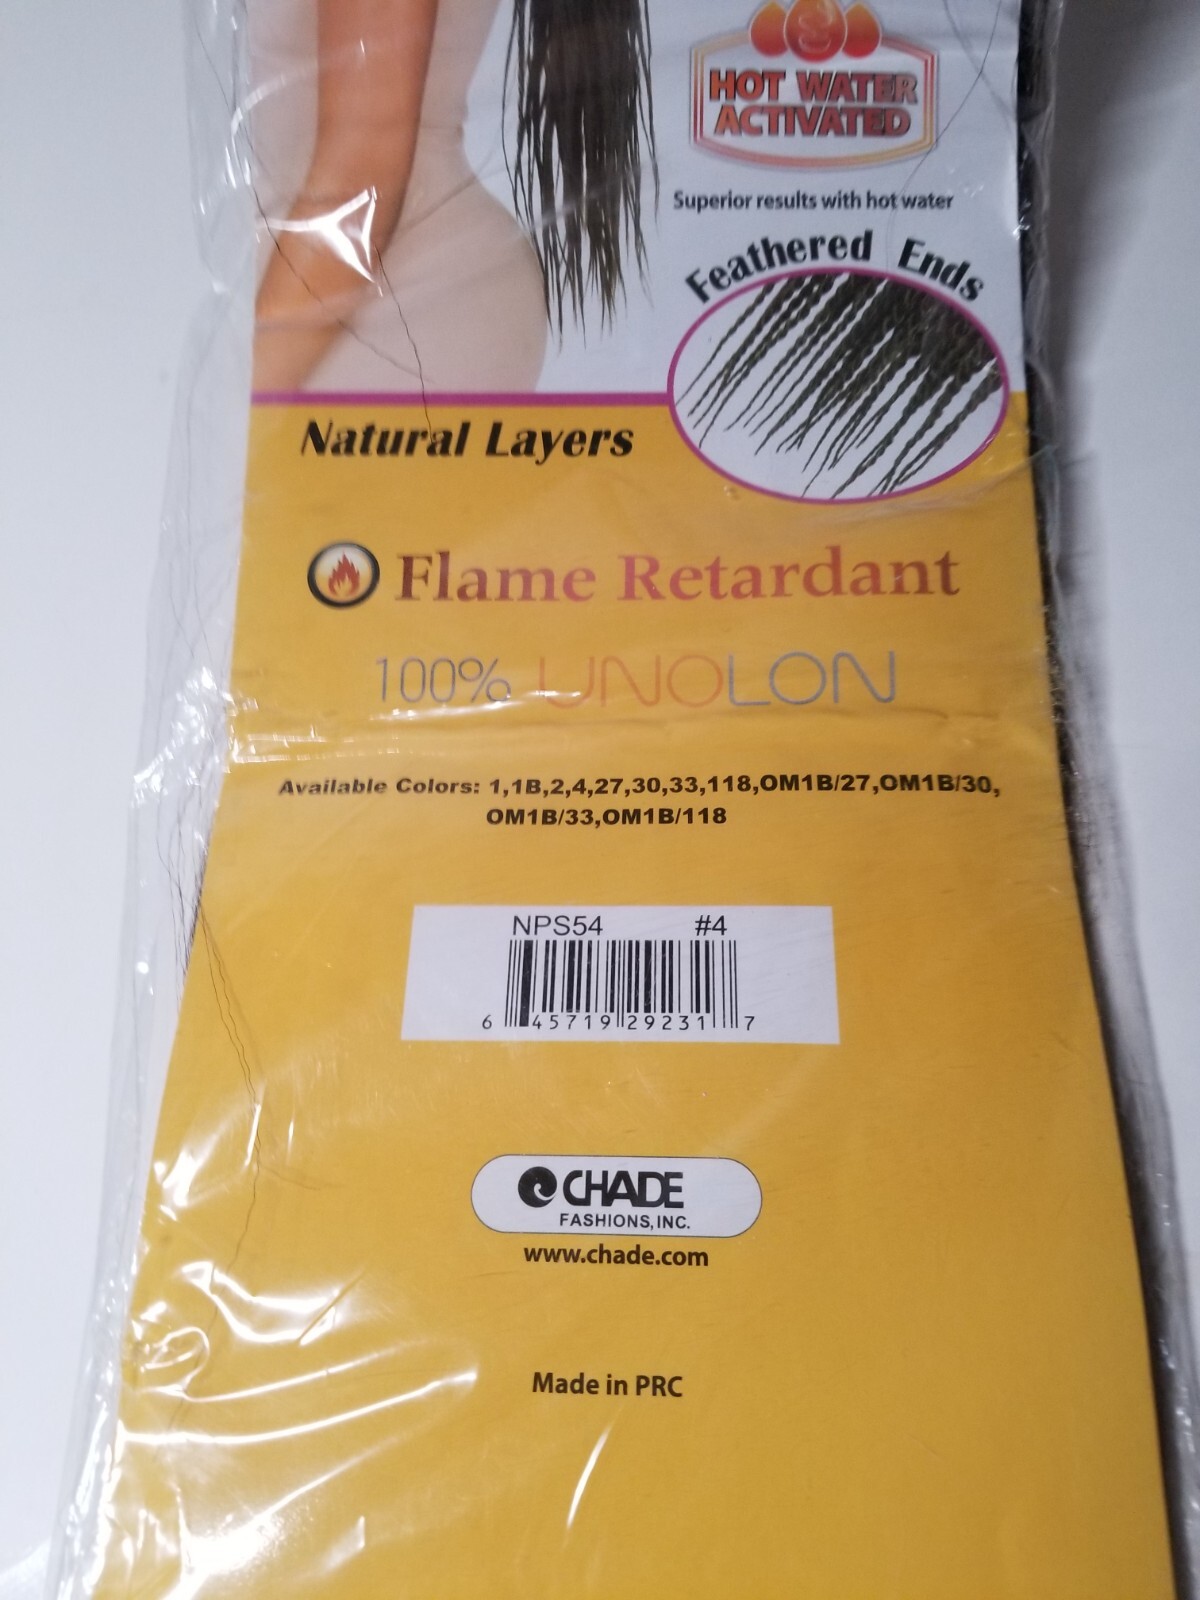 HOT WATER
ACTIVATED
Superior results with hot water
Feathered Ends
Natural Layers
Flame Retardant
100% UNOLON
Available Colors: 1,1B,2,4,27,30,33,118,OM1B/27,OM1B/30,
OM1B/33,OM1B/118
NPS54 #4
6 45719 29231 7
CHADE
FASHIONS, INC.
www.chade.com
Made in PRC